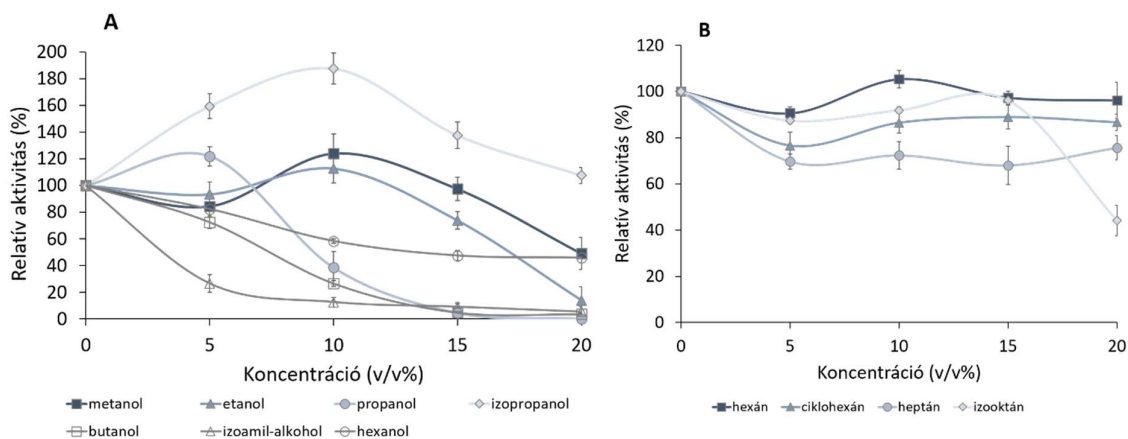 A
Relatív aktivitás (%)
200
180
160
140
120
100
80
60
40
20
0
0 5 10 15 20
Koncentráció (v/v%)
metanol etanol propanol izopropanol
butanol izoamil-alkohol hexanol
B
Relatív aktivitás (%)
120
100
80
60
40
20
0
0 5 10 15 20
Koncentráció (v/v%)
hexán ciklohexán heptán izooktán